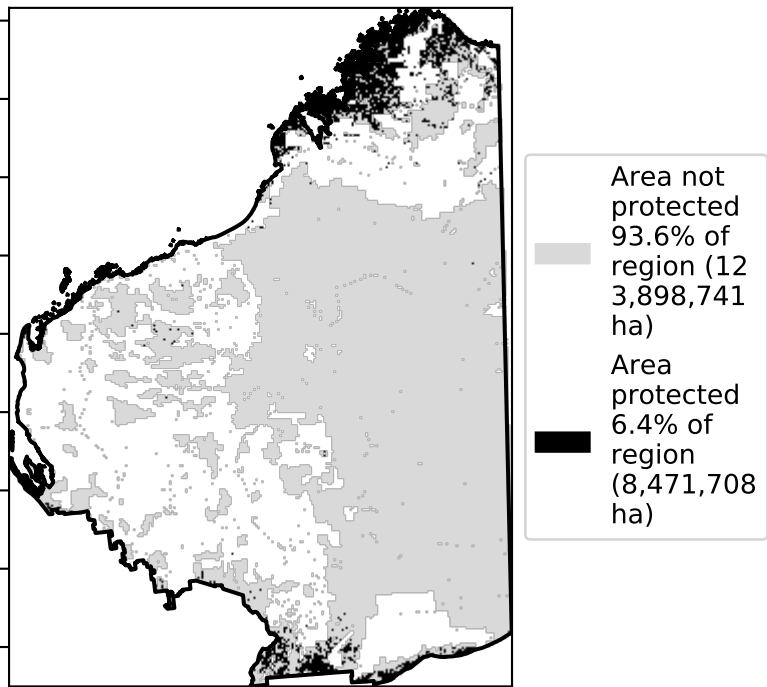 Area not
protected
93.6% of
region (12
3,898,741
ha)
Area
protected
6.4% of
region
(8,471,708
ha)